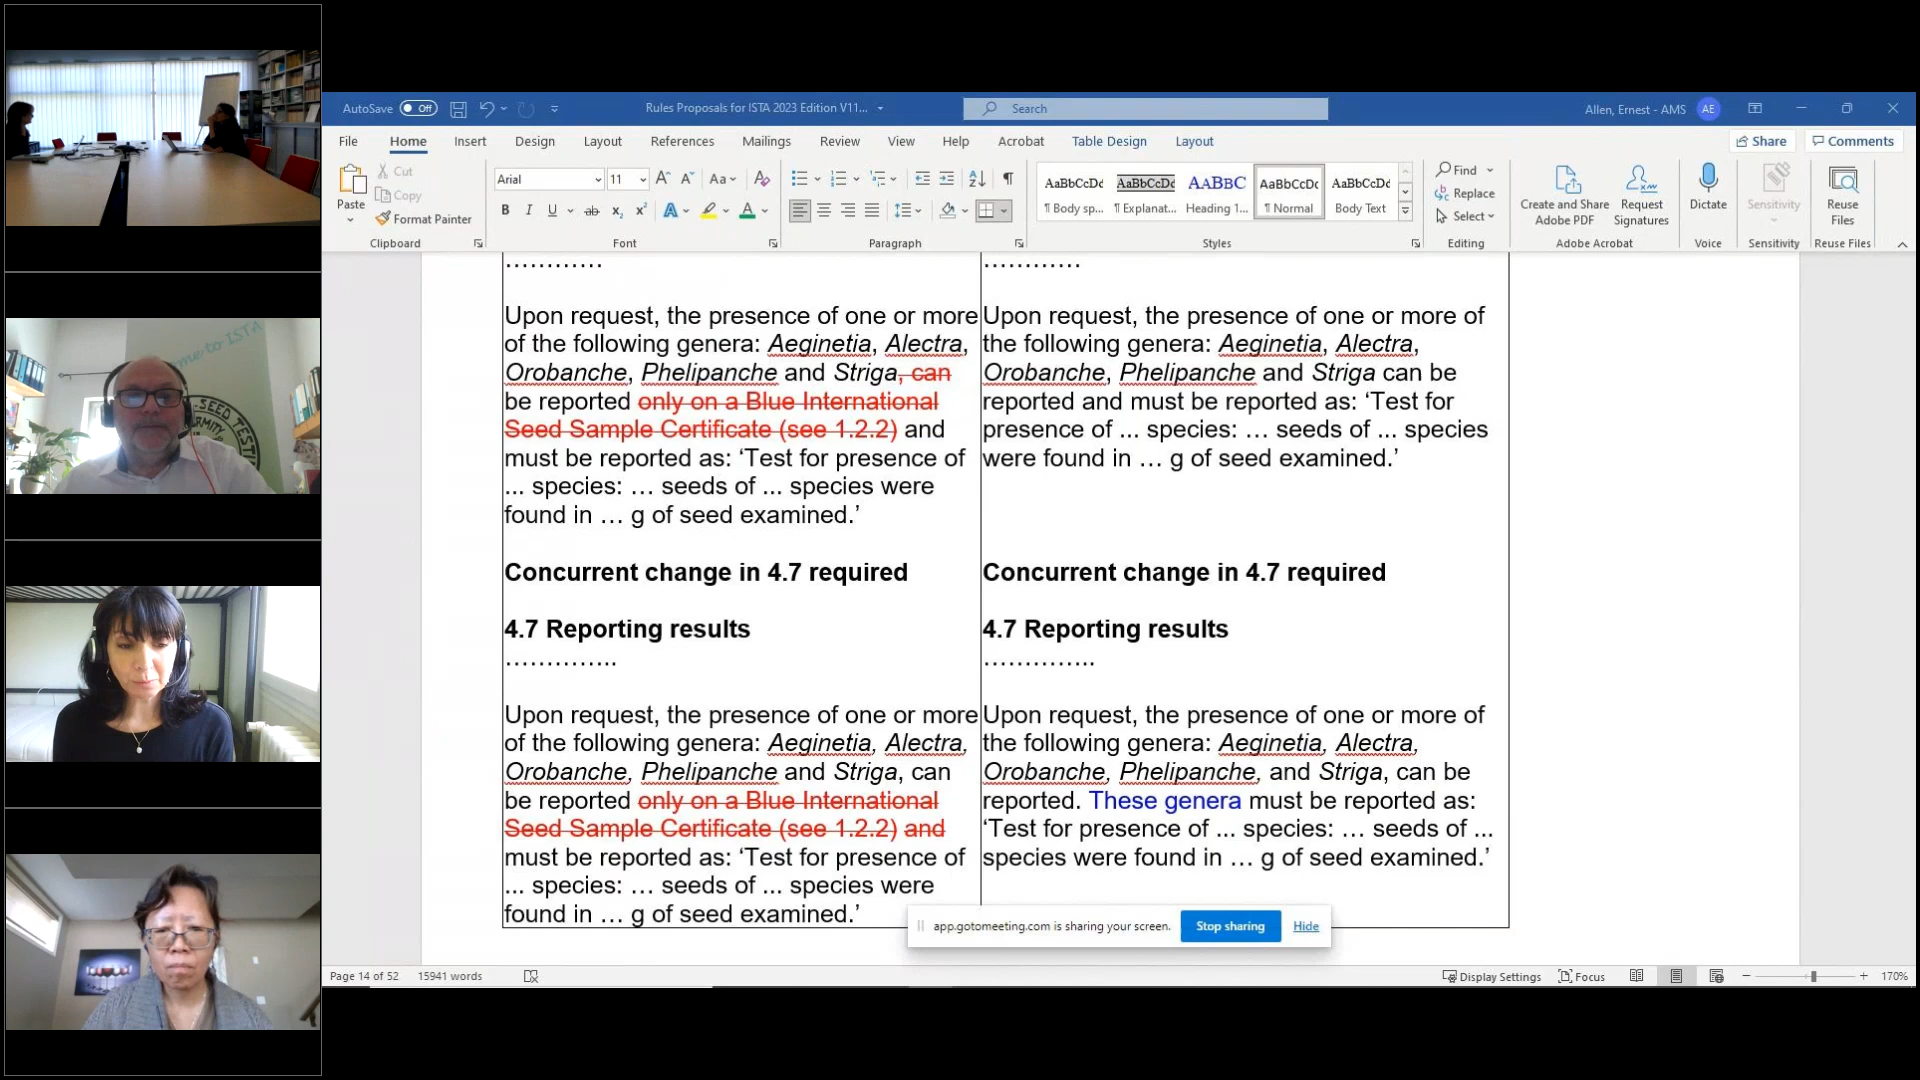 AutoSave Off
Rules Proposals for ISTA 2023 Edition V11...
Search
Allen, Ernest - AMS AE
File Home Insert Design Layout References Mailings Review View Help Acrobat Table Design Layout
Share Comments
Paste
Cut
Copy
Format Painter
Clipboard
Arial 11
Font
Paragraph
AaBbCcDd AaBbCcDc AABBC AaBbCcDc AaBbCcDc
¶ Body sp... ¶ Explanat... Heading 1... ¶ Normal Body Text
Styles
Find
Replace
Select
Editing
Create and Share Adobe PDF
Request Signatures
Adobe Acrobat
Dictate
Voice
Sensitivity
Sensitivity
Reuse Files
Reuse Files
…………
Upon request, the presence of one or more
of the following genera: Aeginetia, Alectra,
Orobanche, Phelipanche and Striga, can
be reported only on a Blue International
Seed Sample Certificate (see 1.2.2) and
must be reported as: ‘Test for presence of
... species: … seeds of ... species were
found in … g of seed examined.’
Concurrent change in 4.7 required
4.7 Reporting results
…………..
Upon request, the presence of one or more
of the following genera: Aeginetia, Alectra,
Orobanche, Phelipanche and Striga, can
be reported only on a Blue International
Seed Sample Certificate (see 1.2.2) and
must be reported as: ‘Test for presence of
... species: … seeds of ... species were
found in … g of seed examined.’
…………
Upon request, the presence of one or more of
the following genera: Aeginetia, Alectra,
Orobanche, Phelipanche and Striga can be
reported and must be reported as: ‘Test for
presence of ... species: … seeds of ... species
were found in … g of seed examined.’
Concurrent change in 4.7 required
4.7 Reporting results
…………..
Upon request, the presence of one or more of
the following genera: Aeginetia, Alectra,
Orobanche, Phelipanche, and Striga, can be
reported. These genera must be reported as:
‘Test for presence of ... species: … seeds of ...
species were found in … g of seed examined.’
app.gotomeeting.com is sharing your screen. Stop sharing Hide
Page 14 of 52 15941 words
Display Settings Focus 170%
to ISTA
SEED TEST